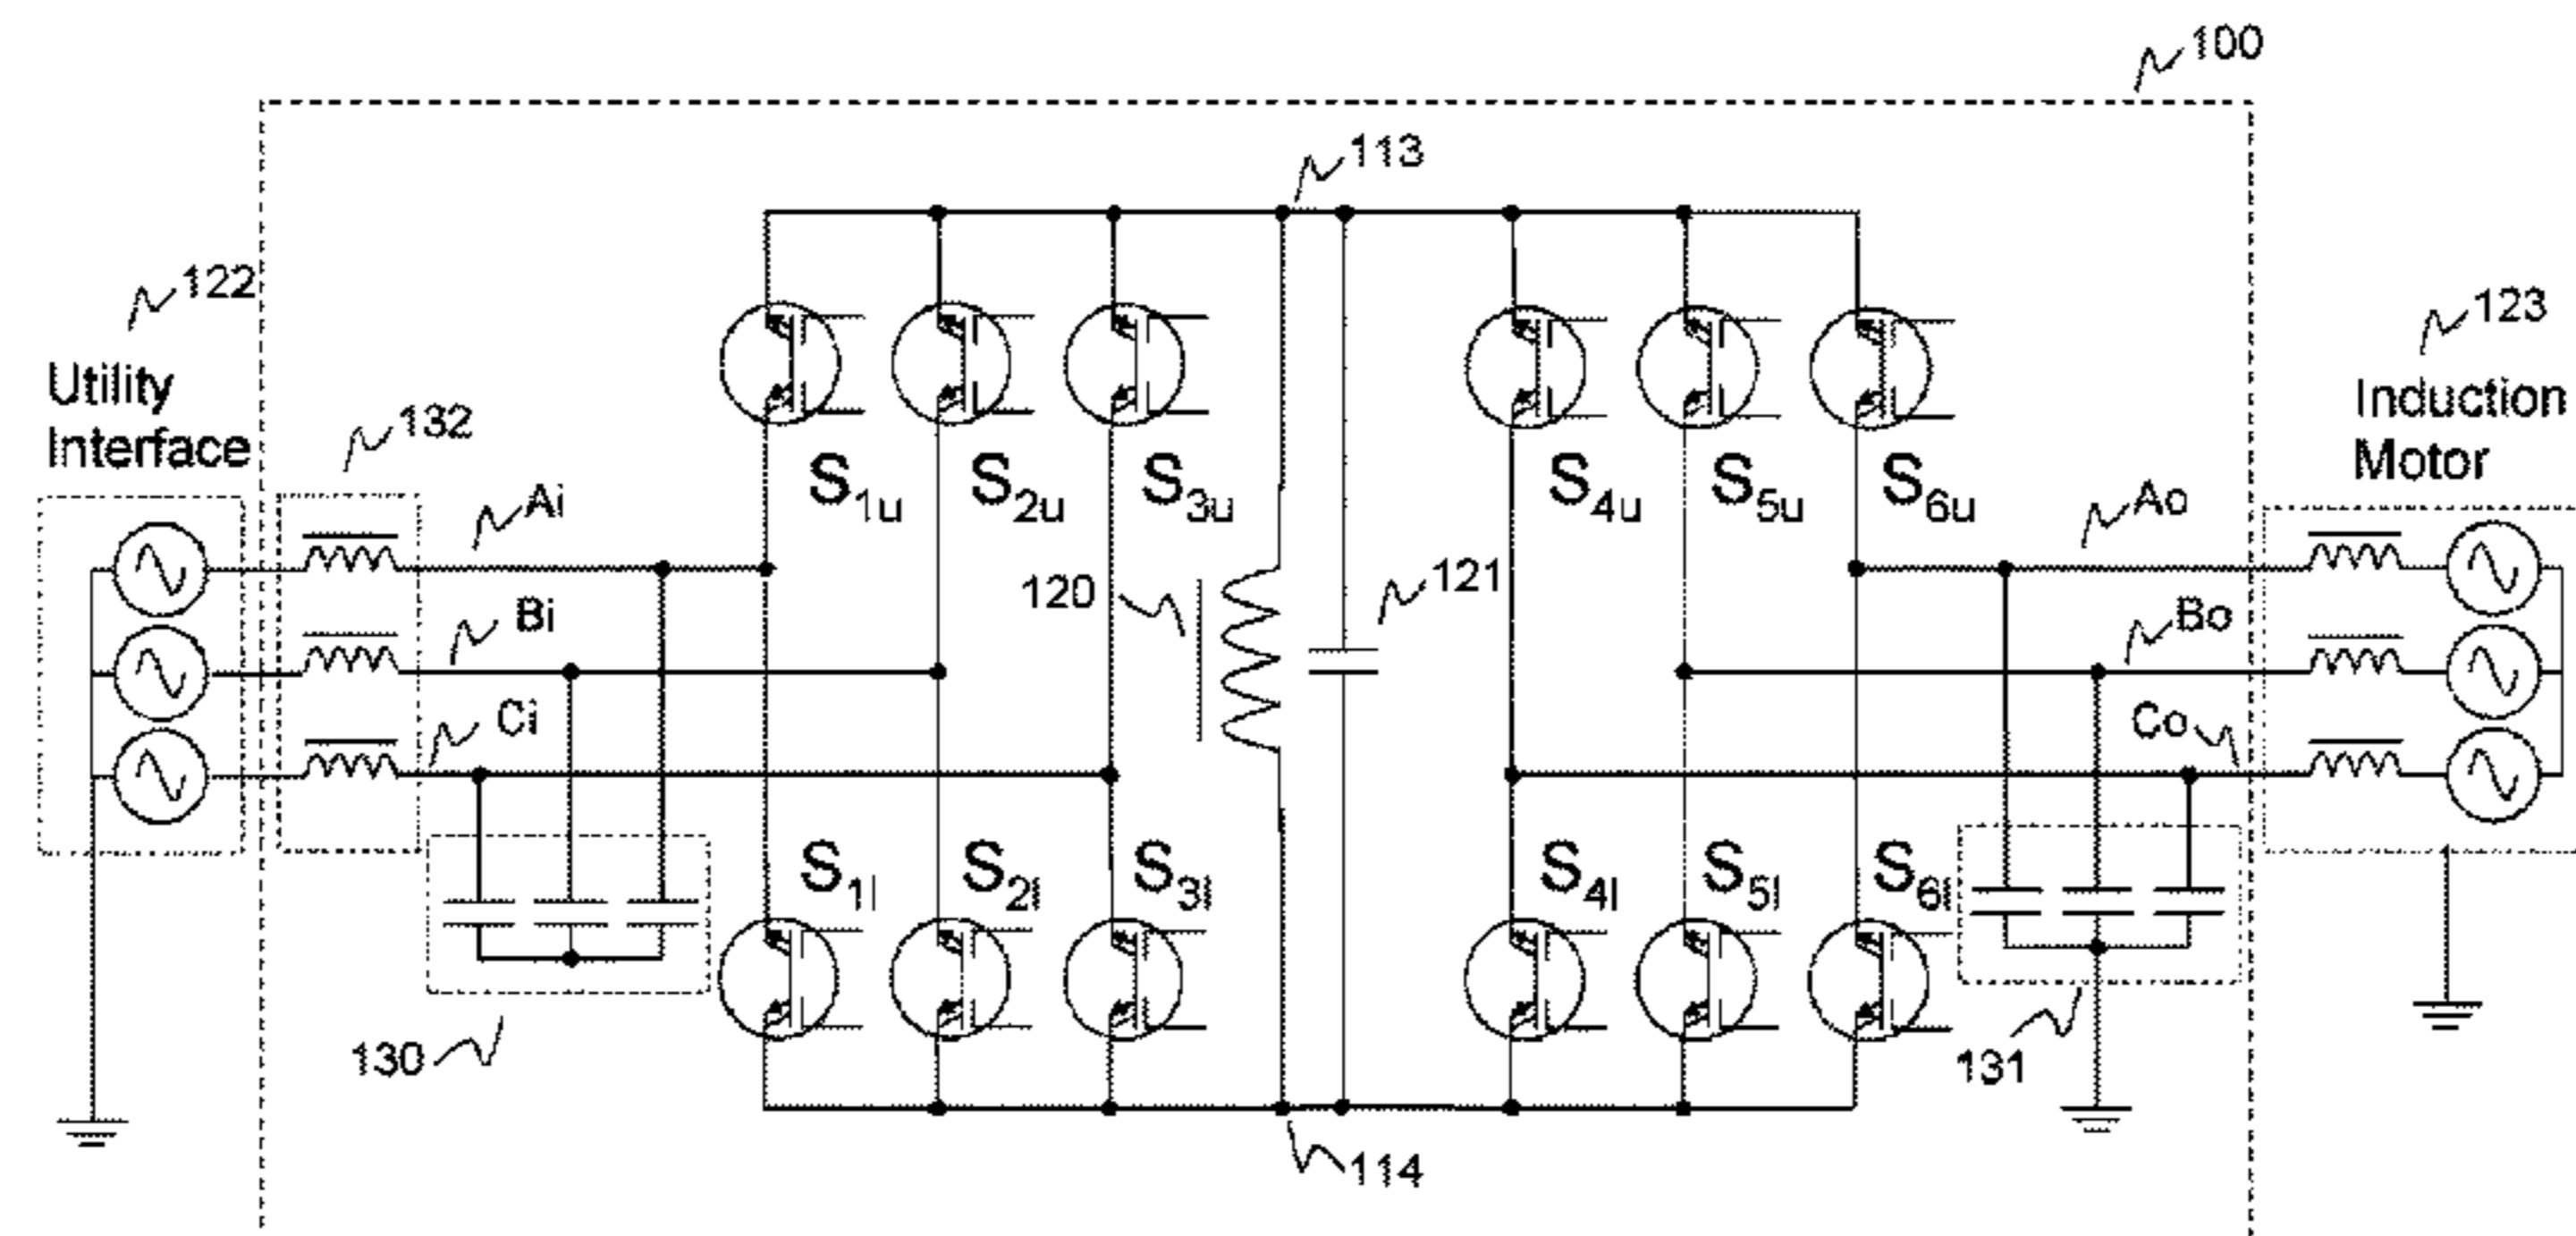 100
113
122
Utility
Interface
132
Ai
Bi
Ci
S1u
S2u
S3u
S4u
S5u
S6u
123
Induction
Motor
Ao
Bo
Co
120
121
S1l
S2l
S3l
S4l
S5l
S6l
130
131
114